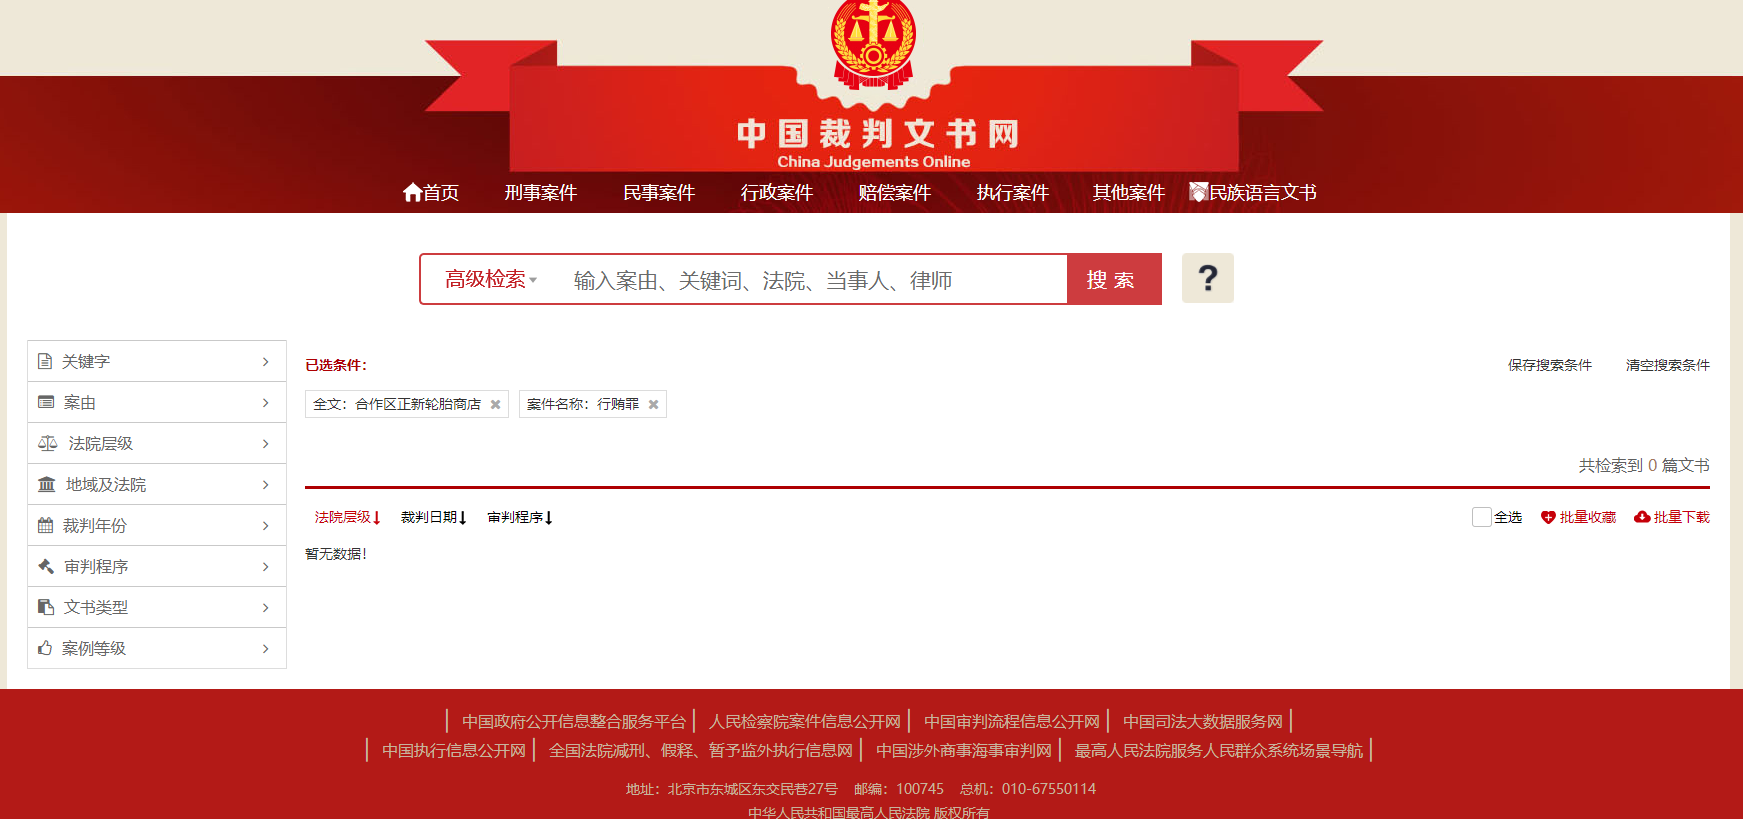 中国裁判文书网
China Judgements Online
首页 刑事案件 民事案件 行政案件 赔偿案件 执行案件 其他案件 民族语言文书
高级检索 输入案由、关键词、法院、当事人、律师 搜索 ?
关键字
案由
法院层级
地域及法院
裁判年份
审判程序
文书类型
案例等级
已选条件： 保存搜索条件 清空搜索条件
全文：合作区正新轮胎商店 案件名称：行贿罪
共检索到 0 篇文书
法院层级 裁判日期 审判程序 全选 批量收藏 批量下载
暂无数据！
中国政府公开信息整合服务平台 人民检察院案件信息公开网 中国审判流程信息公开网 中国司法大数据服务网
中国执行信息公开网 全国法院减刑、假释、暂予监外执行信息网 中国涉外商事海事审判网 最高人民法院服务人民群众系统场景导航
地址：北京市东城区东交民巷27号 邮编：100745 总机：010-67550114
中华人民共和国最高人民法院 版权所有